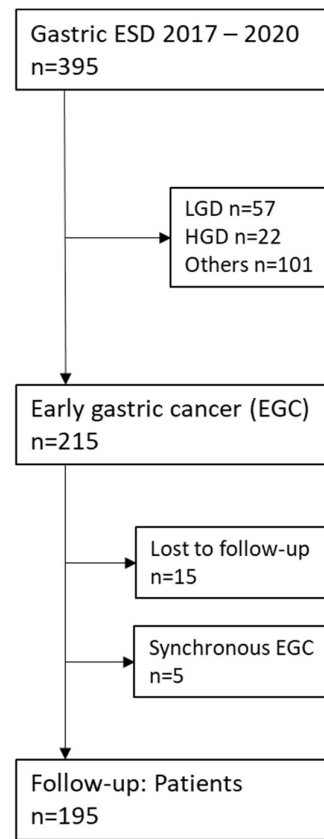 Gastric ESD 2017 – 2020
n=395
LGD n=57
HGD n=22
Others n=101
Early gastric cancer (EGC)
n=215
Lost to follow-up
n=15
Synchronous EGC
n=5
Follow-up: Patients
n=195